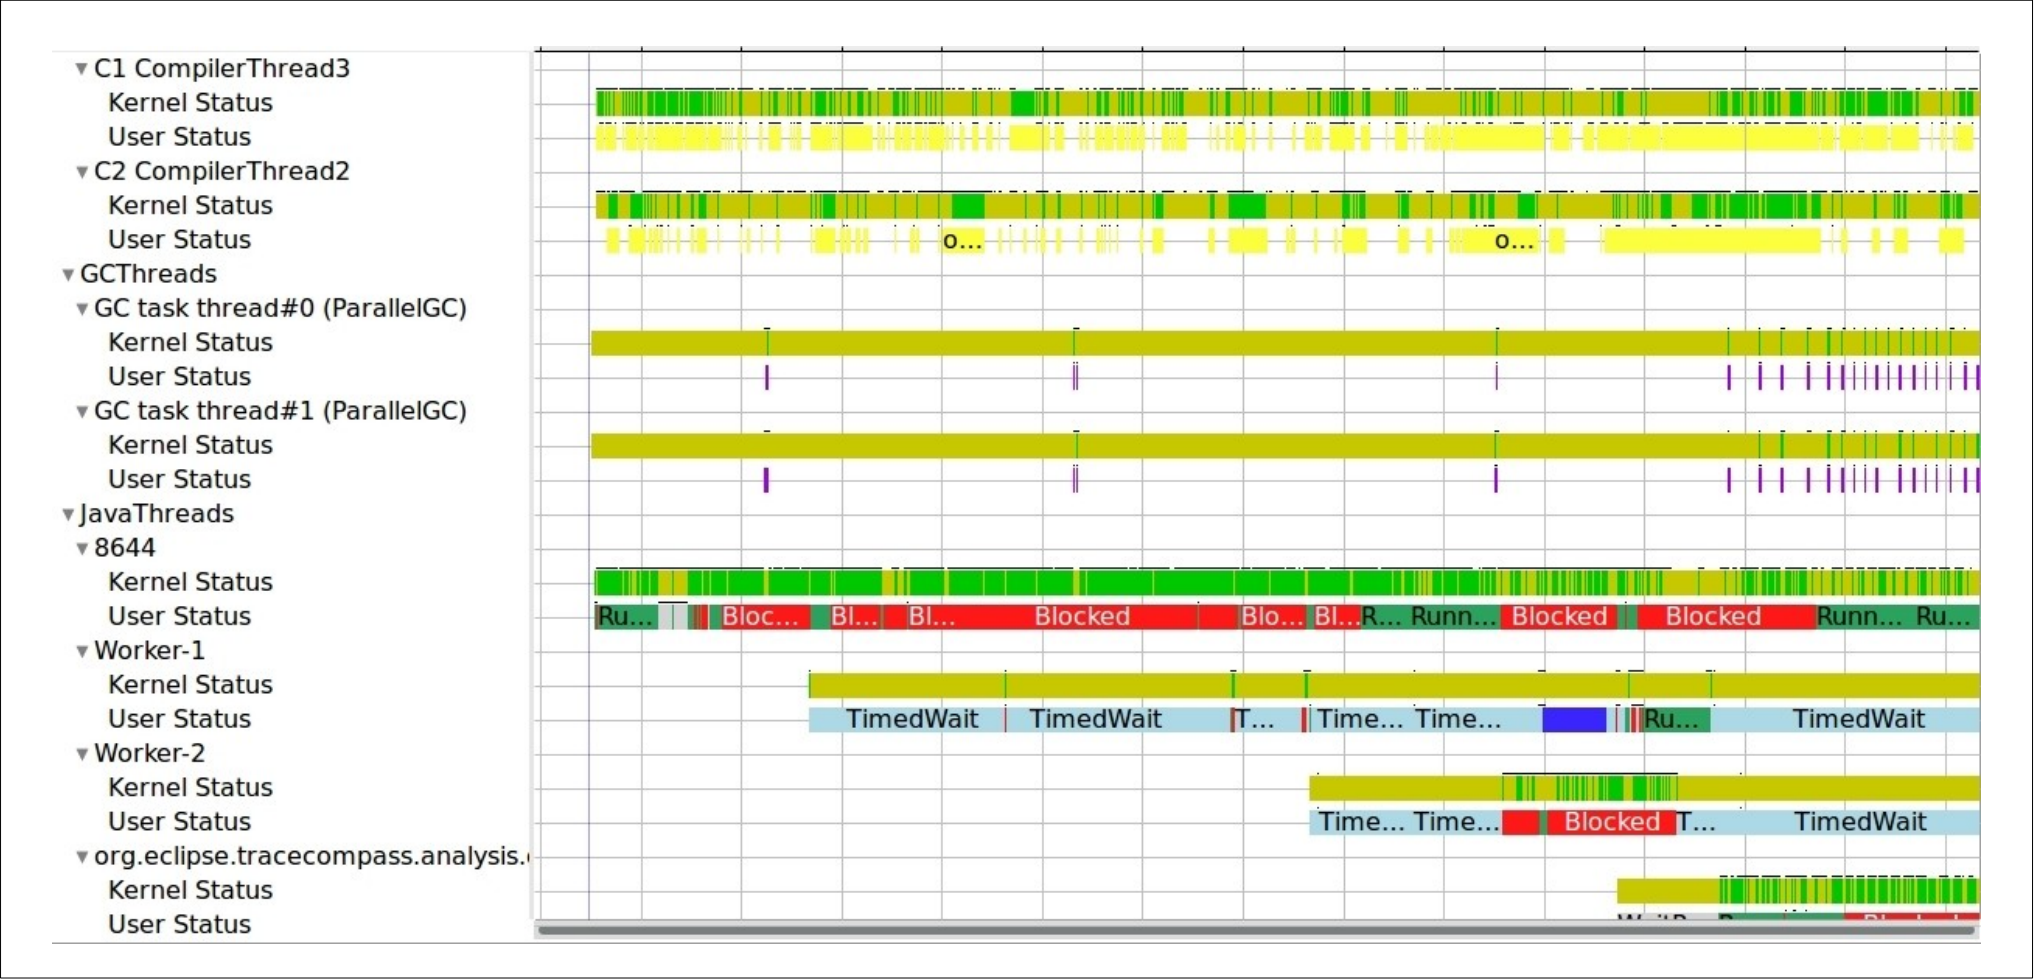 C1 CompilerThread3
Kernel Status
User Status
C2 CompilerThread2
Kernel Status
User Status o... o...
GCThreads
GC task thread#0 (ParallelGC)
Kernel Status
User Status
GC task thread#1 (ParallelGC)
Kernel Status
User Status
JavaThreads
8644
Kernel Status
User Status Ru... Bloc... Bl... Bl... Blocked Blo... Bl... R... Runn... Blocked Blocked Runn... Ru...
Worker-1
Kernel Status
User Status TimedWait TimedWait T... Time... Time... Ru... TimedWait
Worker-2
Kernel Status
User Status Time... Time... Blocked T... TimedWait
org.eclipse.tracecompass.analysis.
Kernel Status
User Status